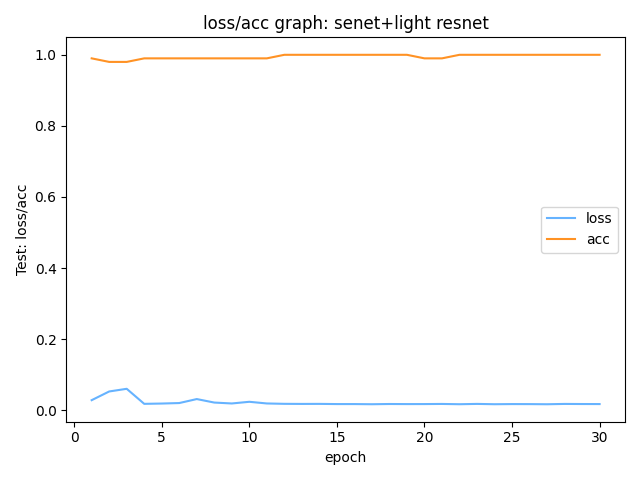 loss/acc graph: senet+light resnet
Test: loss/acc
1.0
0.8
0.6
0.4
0.2
0.0
loss
acc
0 5 10 15 20 25 30
epoch